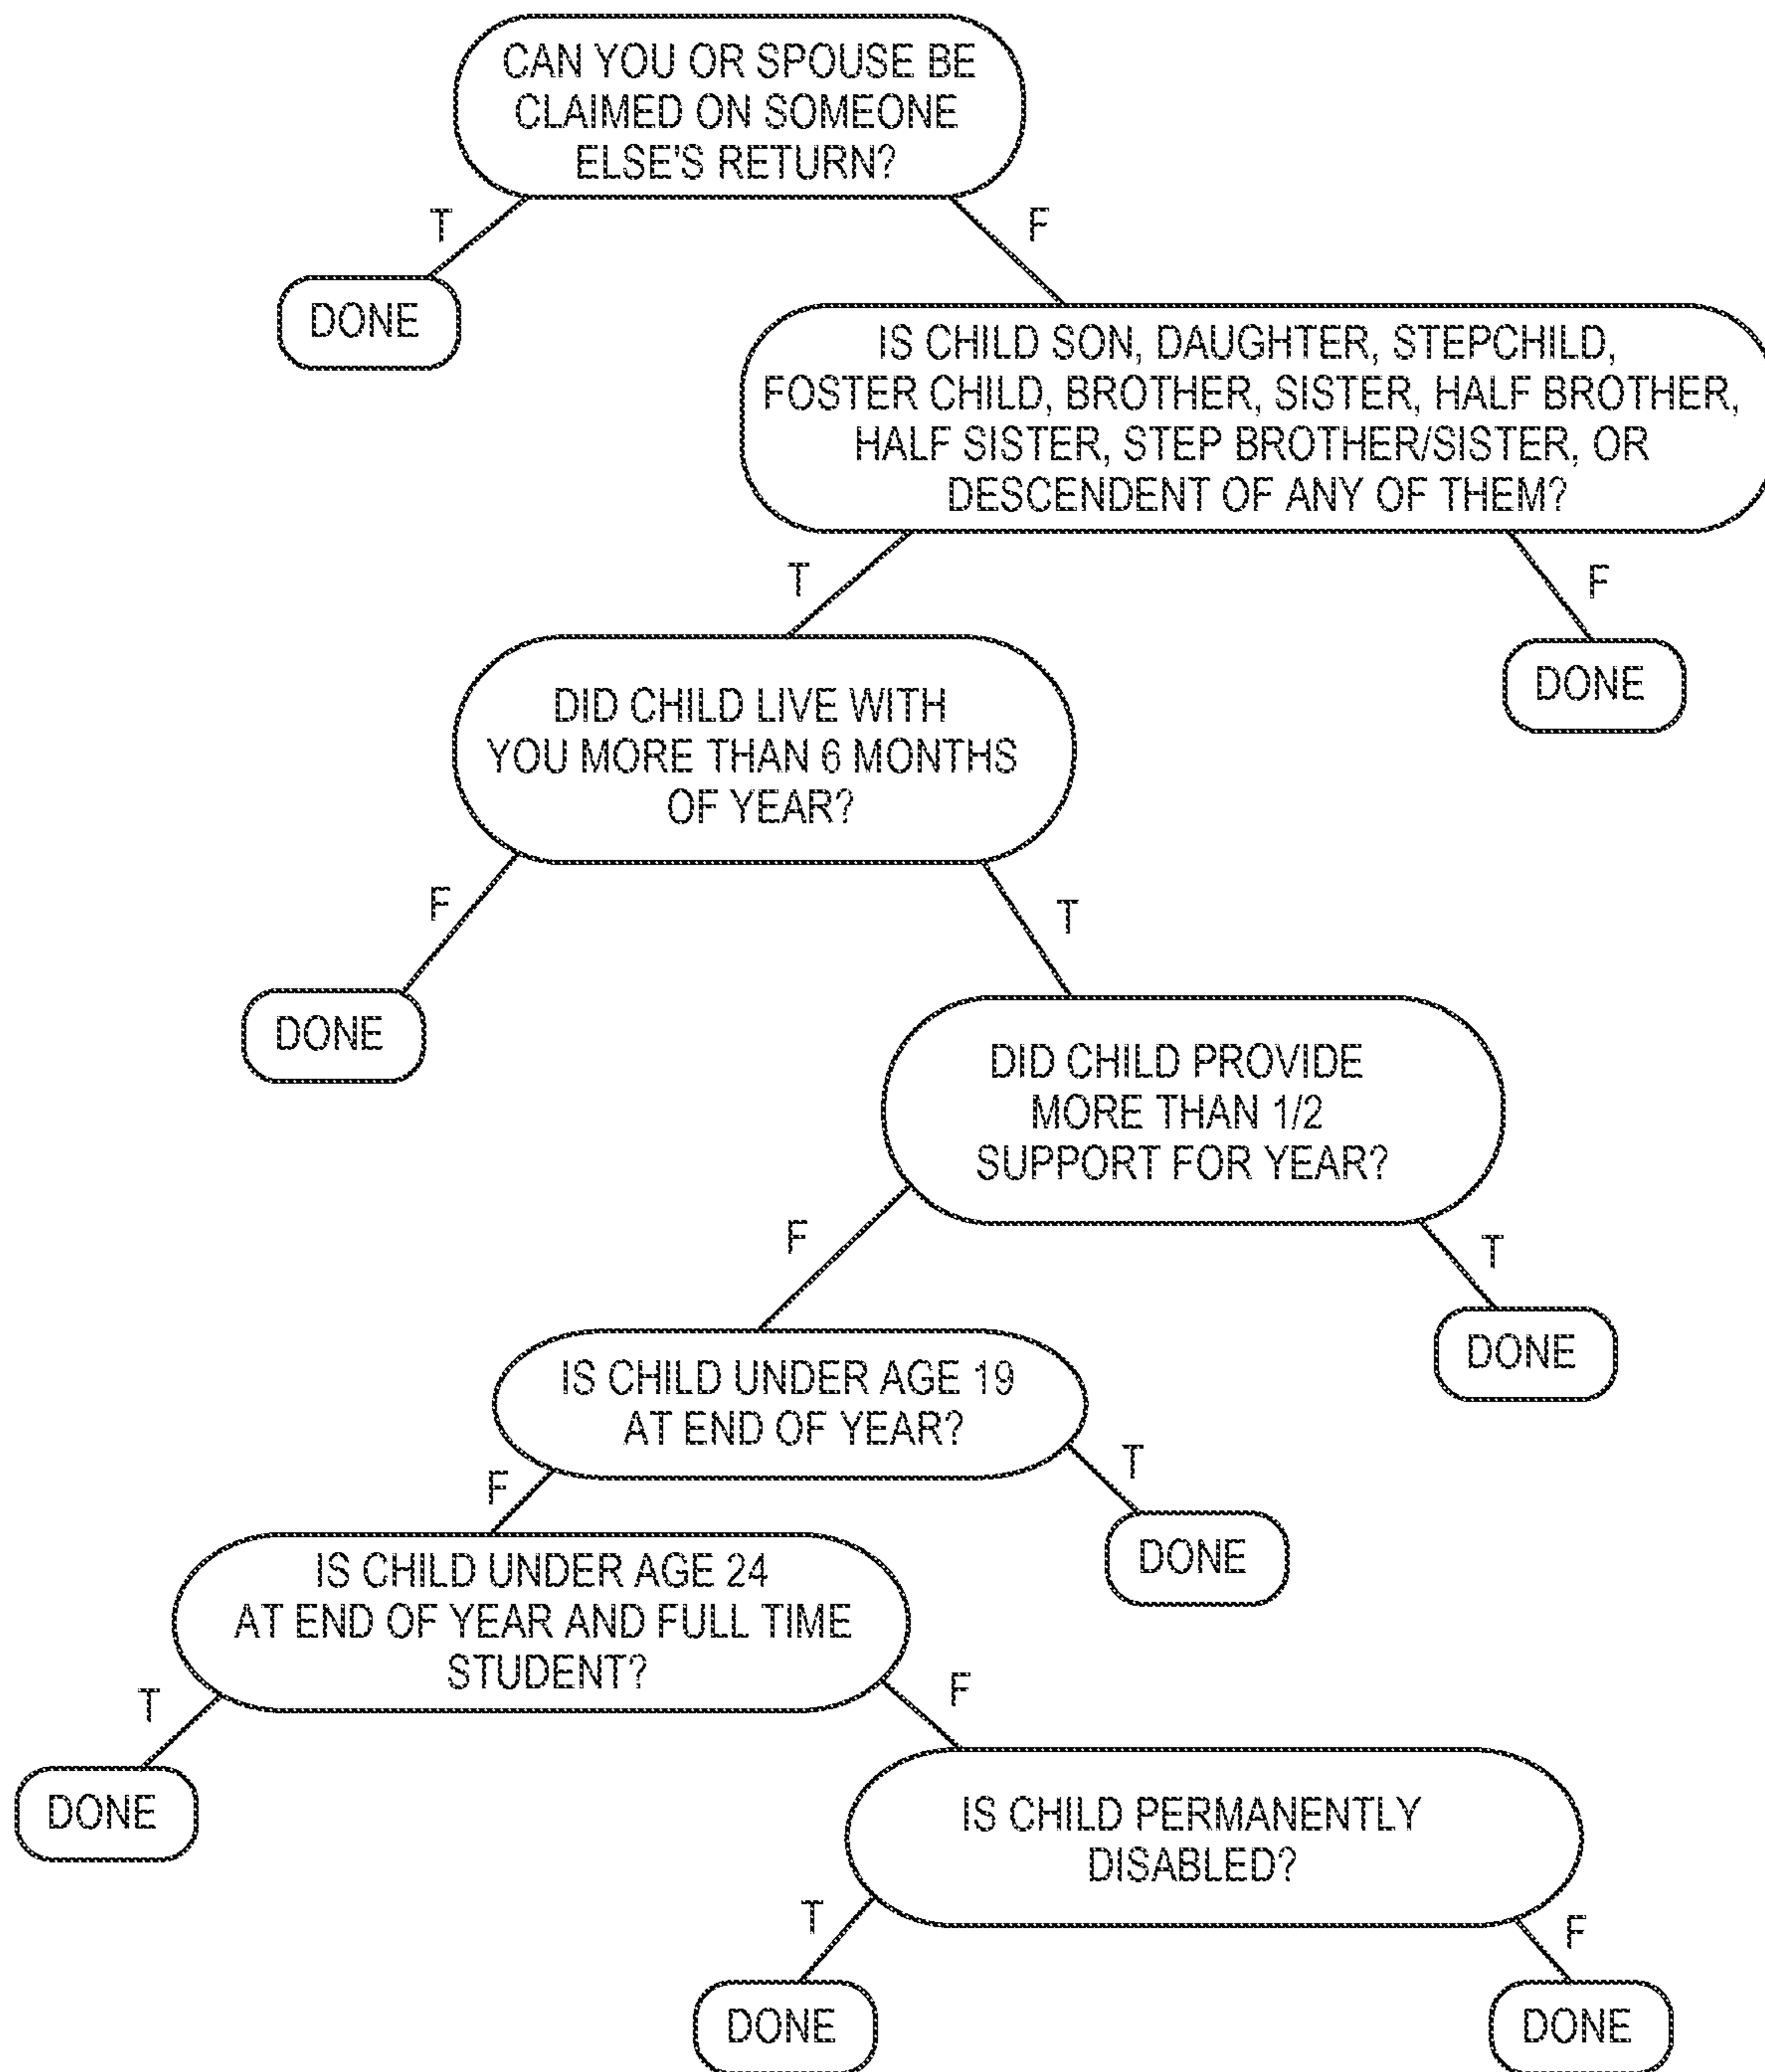 CAN YOU OR SPOUSE BE
CLAIMED ON SOMEONE
ELSE'S RETURN?
T
F
DONE
IS CHILD SON, DAUGHTER, STEPCHILD,
FOSTER CHILD, BROTHER, SISTER, HALF BROTHER,
HALF SISTER, STEP BROTHER/SISTER, OR
DESCENDENT OF ANY OF THEM?
T
F
DID CHILD LIVE WITH
YOU MORE THAN 6 MONTHS
OF YEAR?
DONE
F
T
DONE
DID CHILD PROVIDE
MORE THAN 1/2
SUPPORT FOR YEAR?
F
T
IS CHILD UNDER AGE 19
AT END OF YEAR?
DONE
F
T
DONE
IS CHILD UNDER AGE 24
AT END OF YEAR AND FULL TIME
STUDENT?
T
F
DONE
IS CHILD PERMANENTLY
DISABLED?
T
F
DONE
DONE